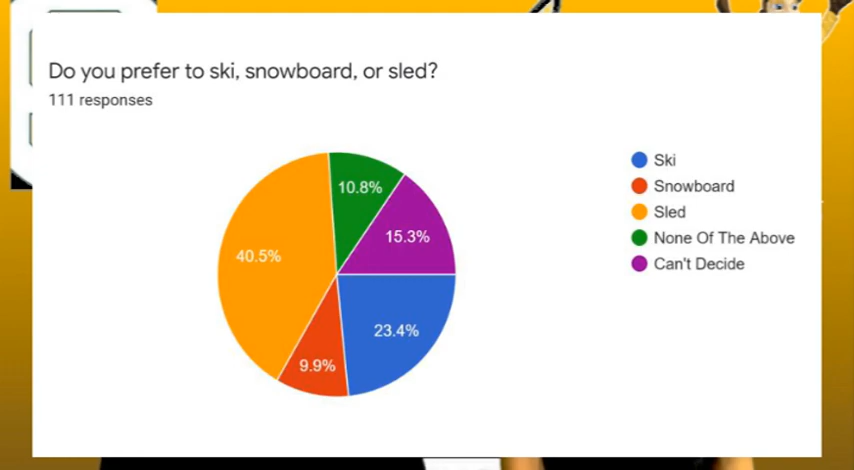 Do you prefer to ski, snowboard, or sled?
111 responses
10.8%
15.3%
40.5%
23.4%
9.9%
Ski
Snowboard
Sled
None Of The Above
Can't Decide